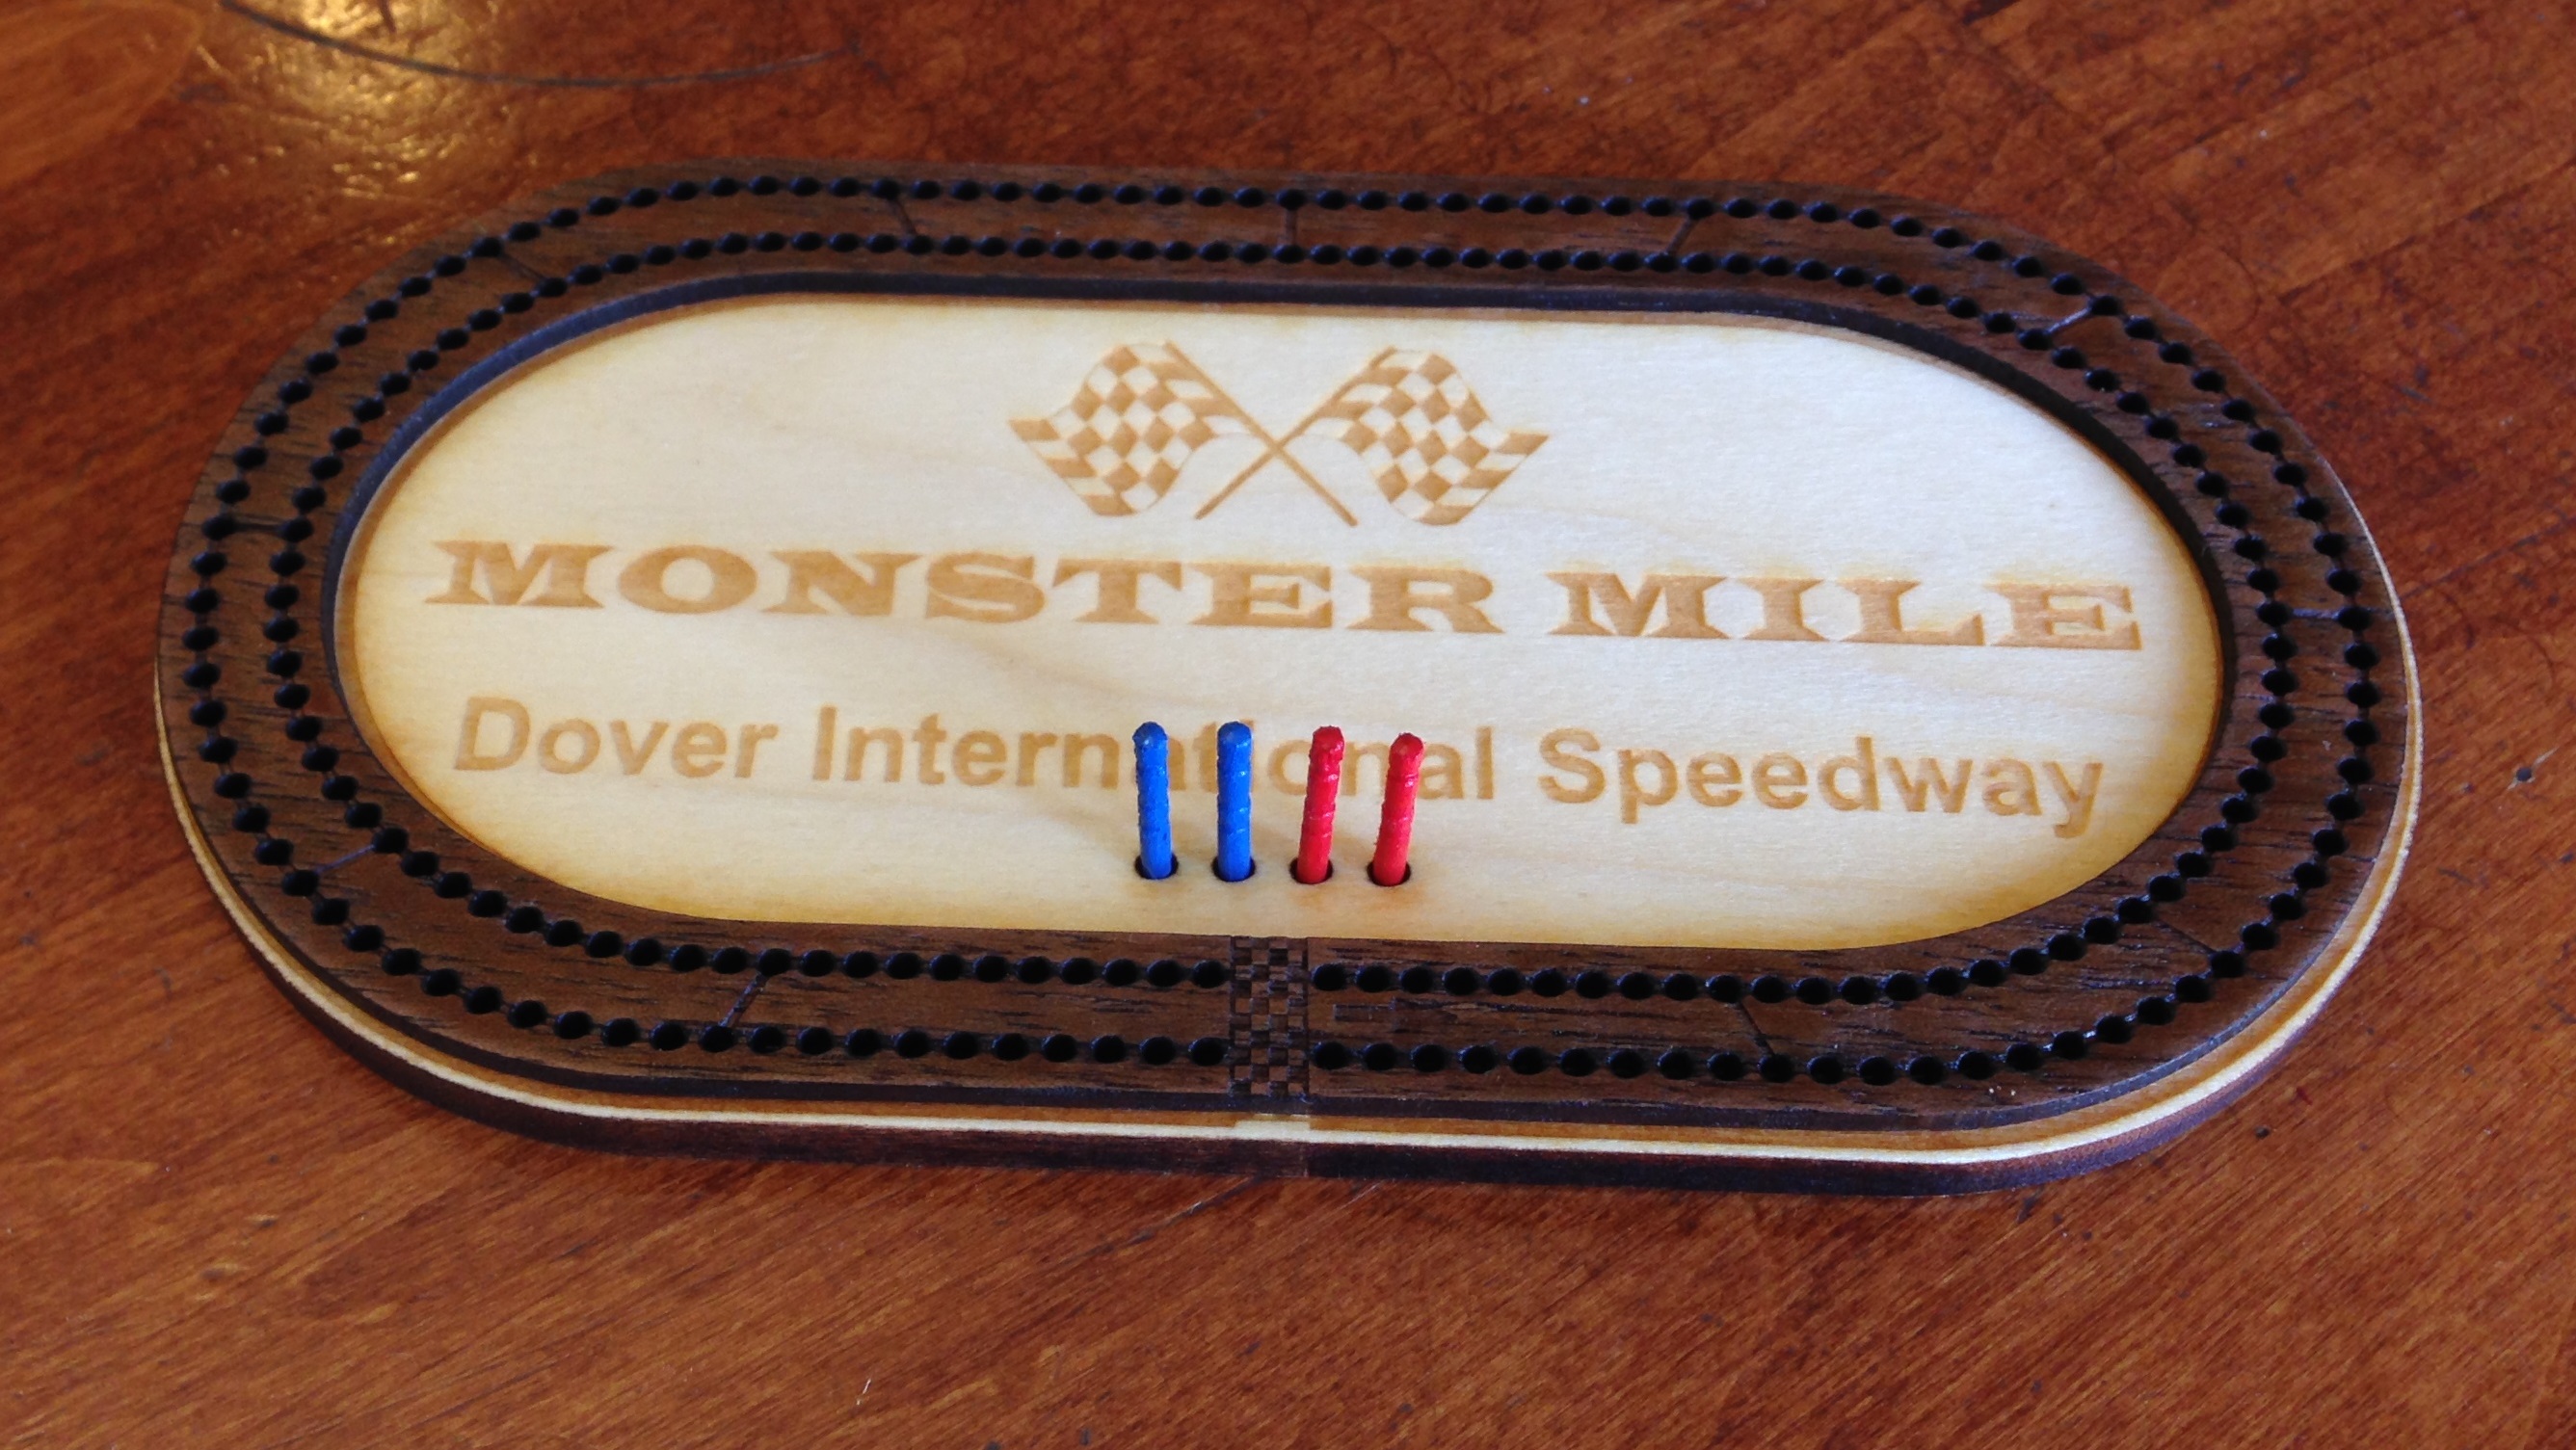 MONSTER MILE
Dover International Speedway